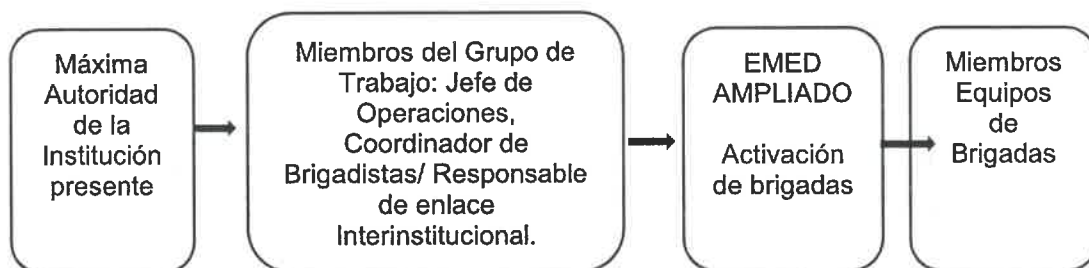 Máxima
Autoridad
de la
Institución
presente
Miembros del Grupo de
Trabajo: Jefe de
Operaciones,
Coordinador de
Brigadistas/ Responsable
de enlace
Interinstitucional.
EMED
AMPLIADO
Activación
de brigadas
Miembros
Equipos
de
Brigadas